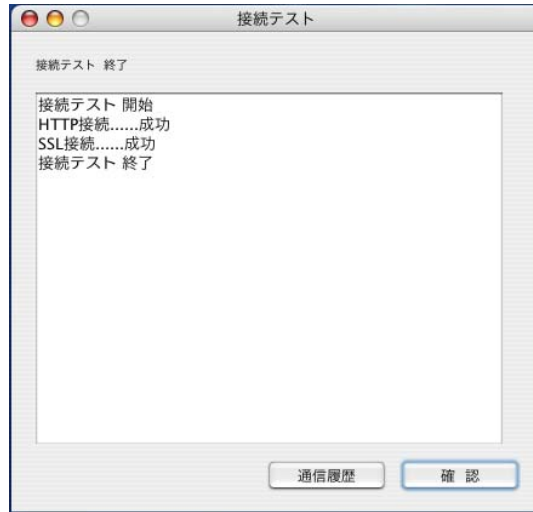 接続テスト
接続テスト 終了
接続テスト 開始
HTTP接続......成功
SSL接続......成功
接続テスト 終了
通信履歴
確 認